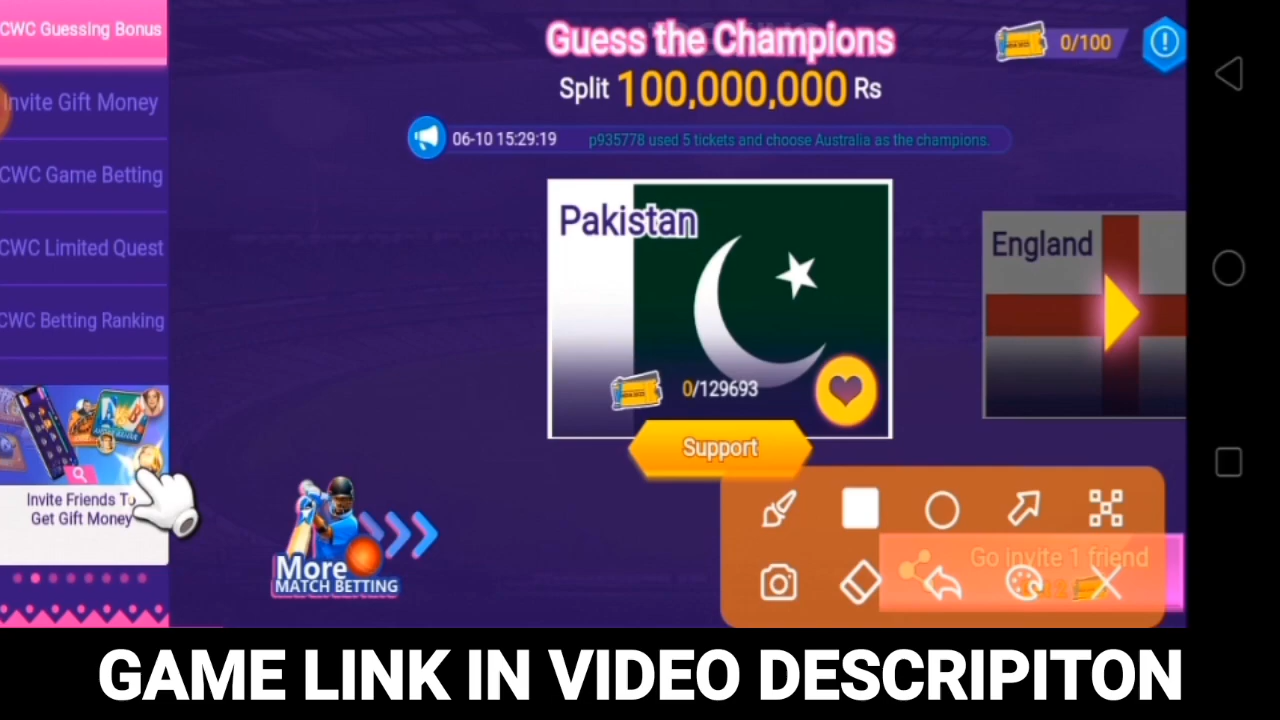 CWC Guessing Bonus
Invite Gift Money
CWC Game Betting
CWC Limited Quest
CWC Betting Ranking
Invite Friends To
Get Gift Money
Guess the Champions
Split 100,000,000 Rs
0/100
06-10 15:29:19 p935778 used 5 tickets and choose Australia as the champions.
Pakistan
0/129693
Support
England
More
MATCH BETTING
Go invite 1 friend
GAME LINK IN VIDEO DESCRIPITON